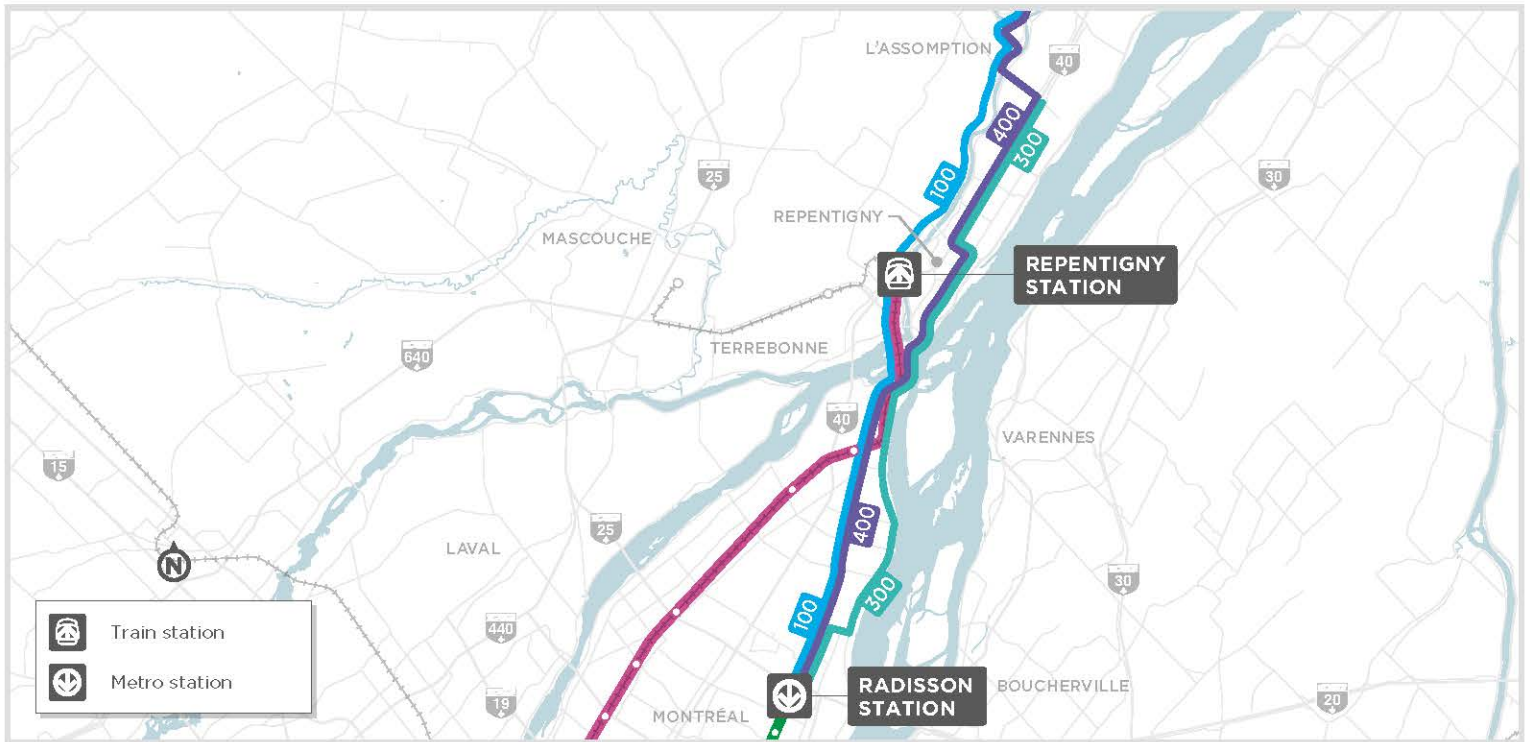 L'ASSOMPTION
40
400
300
100
25
30
REPENTIGNY
MASCOUCHE
REPENTIGNY
STATION
TERREBONNE
640
40
VARENNES
15
400
25
LAVAL
N
300
30
100
Train station
440
Metro station
RADISSON
STATION
BOUCHERVILLE
19
MONTRÉAL
20